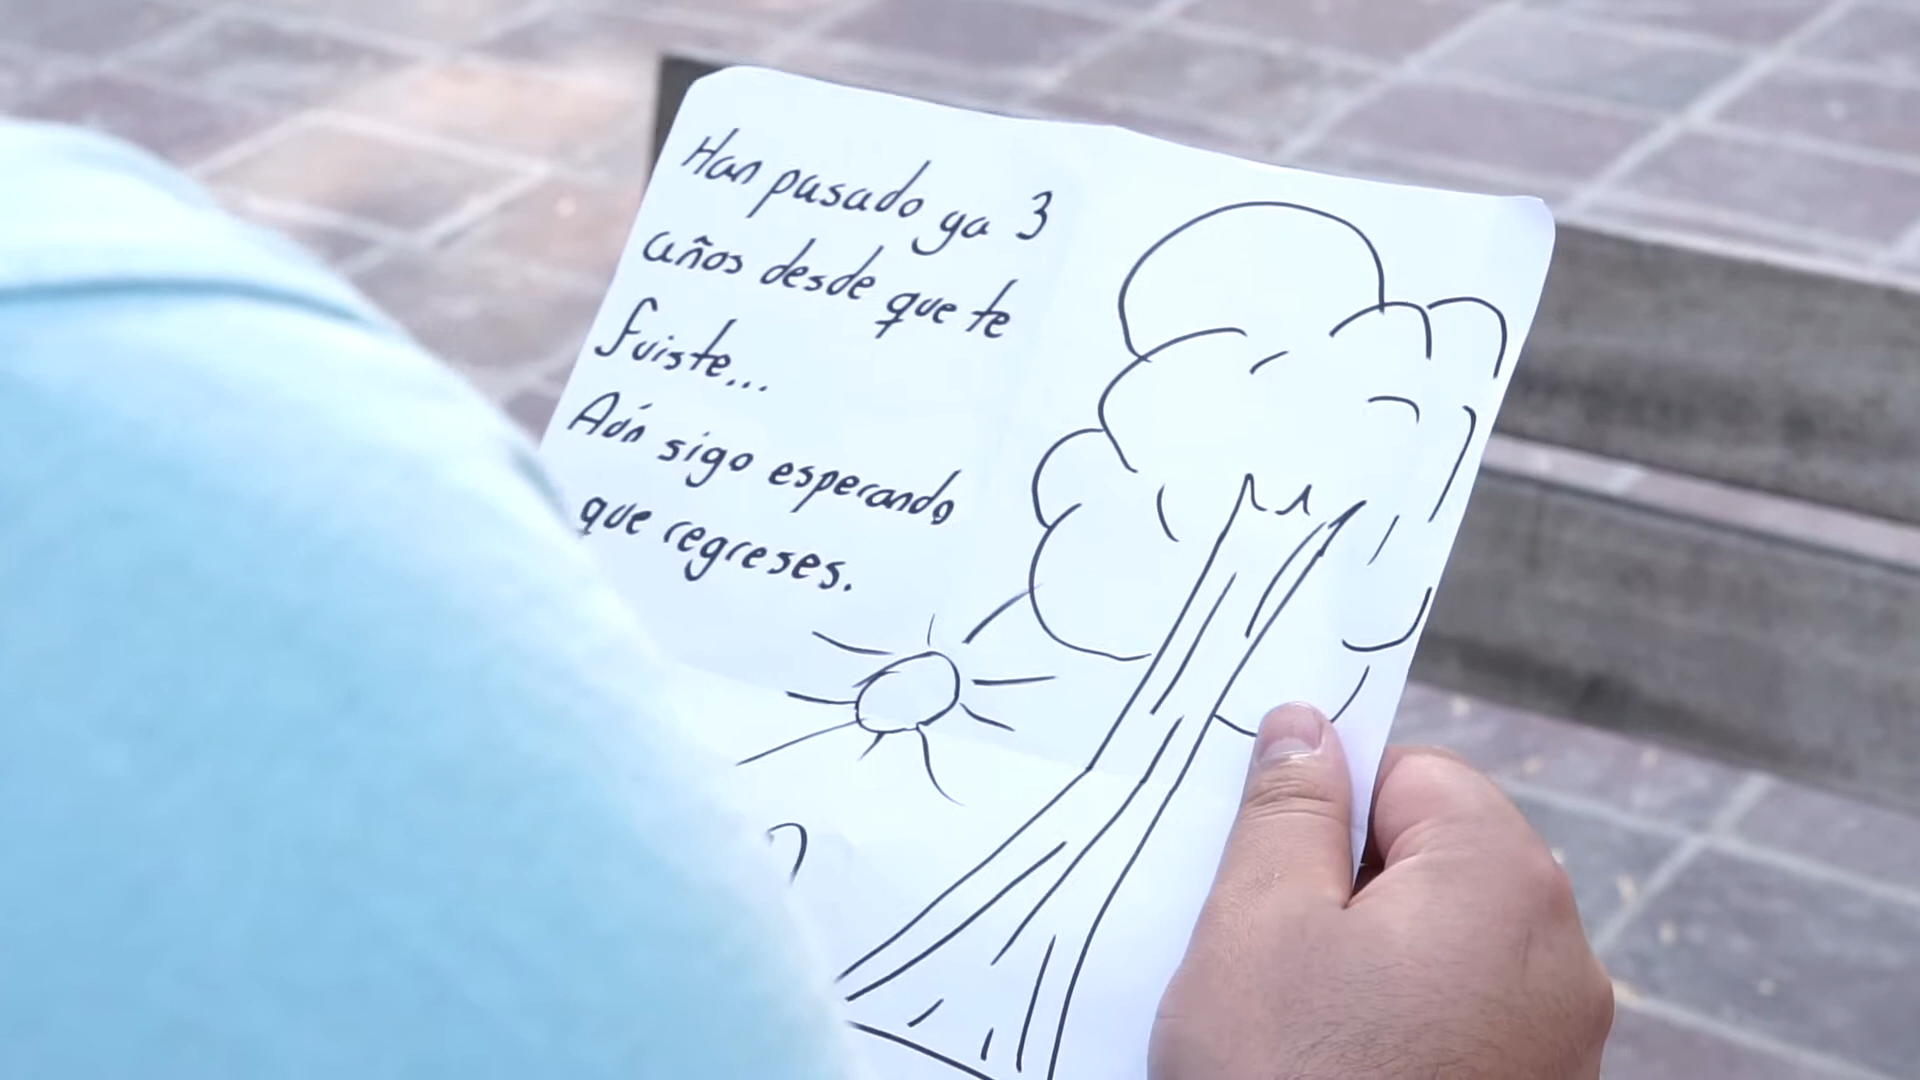 Han pasado ya 3
años desde que te
fuiste...
Aún sigo esperando
que regreses.